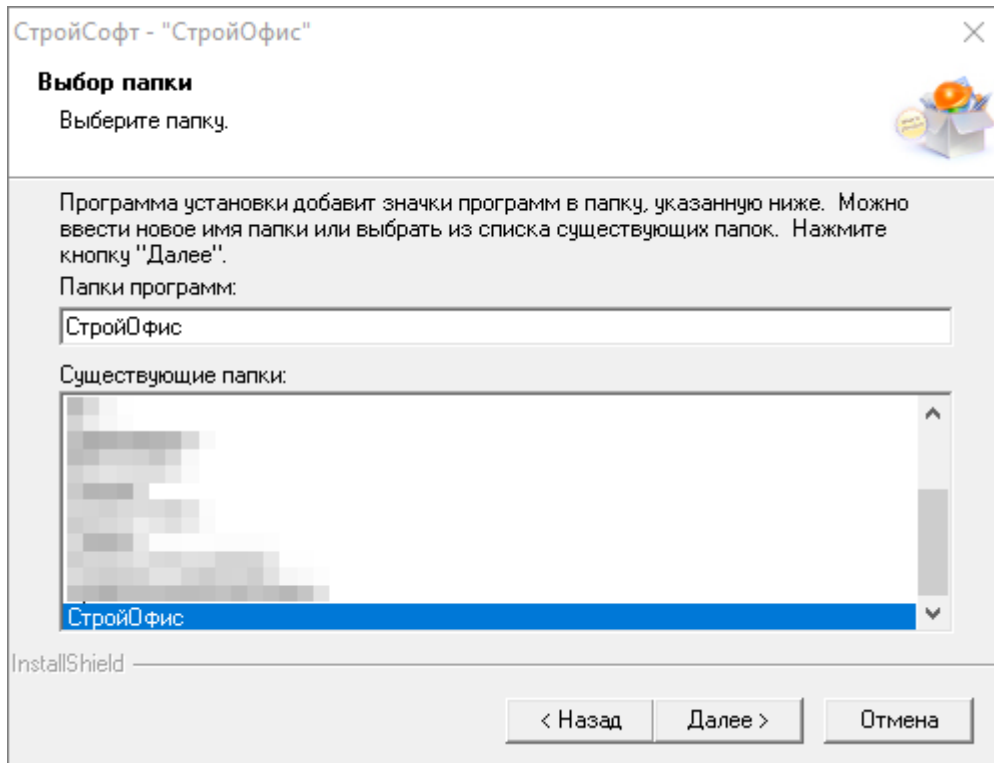 СтройСофт - "СтройОфис"
Выбор папки
Выберите папку.
Программа установки добавит значки программ в папку, указанную ниже.  Можно
ввести новое имя папки или выбрать из списка существующих папок.  Нажмите
кнопку "Далее".
Папки программ:
СтройОфис
Существующие папки:
СтройОфис
InstallShield
< Назад
Далее >
Отмена